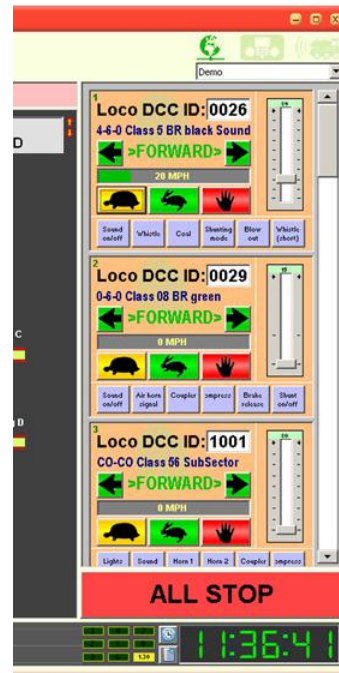 Demo
D
1
Loco DCC ID: 0026
4-6-0 Class 5 BR black Sound
>FORWARD>
20 MPH
Sound on/off
Whistle
Coal
Shunting mode
Blow out
Whistle (short)
2
Loco DCC ID: 0029
0-6-0 Class 08 BR green
>FORWARD>
0 MPH
Sound on/off
Air horn signal
Coupler
ompress
Brake release
Shunt on/off
C
D
3
Loco DCC ID: 1001
CO-CO Class 56 SubSector
>FORWARD>
0 MPH
Lights
Sound
Horn 1
Horn 2
Coupler
ompress
ALL STOP
1.20
11:36:41